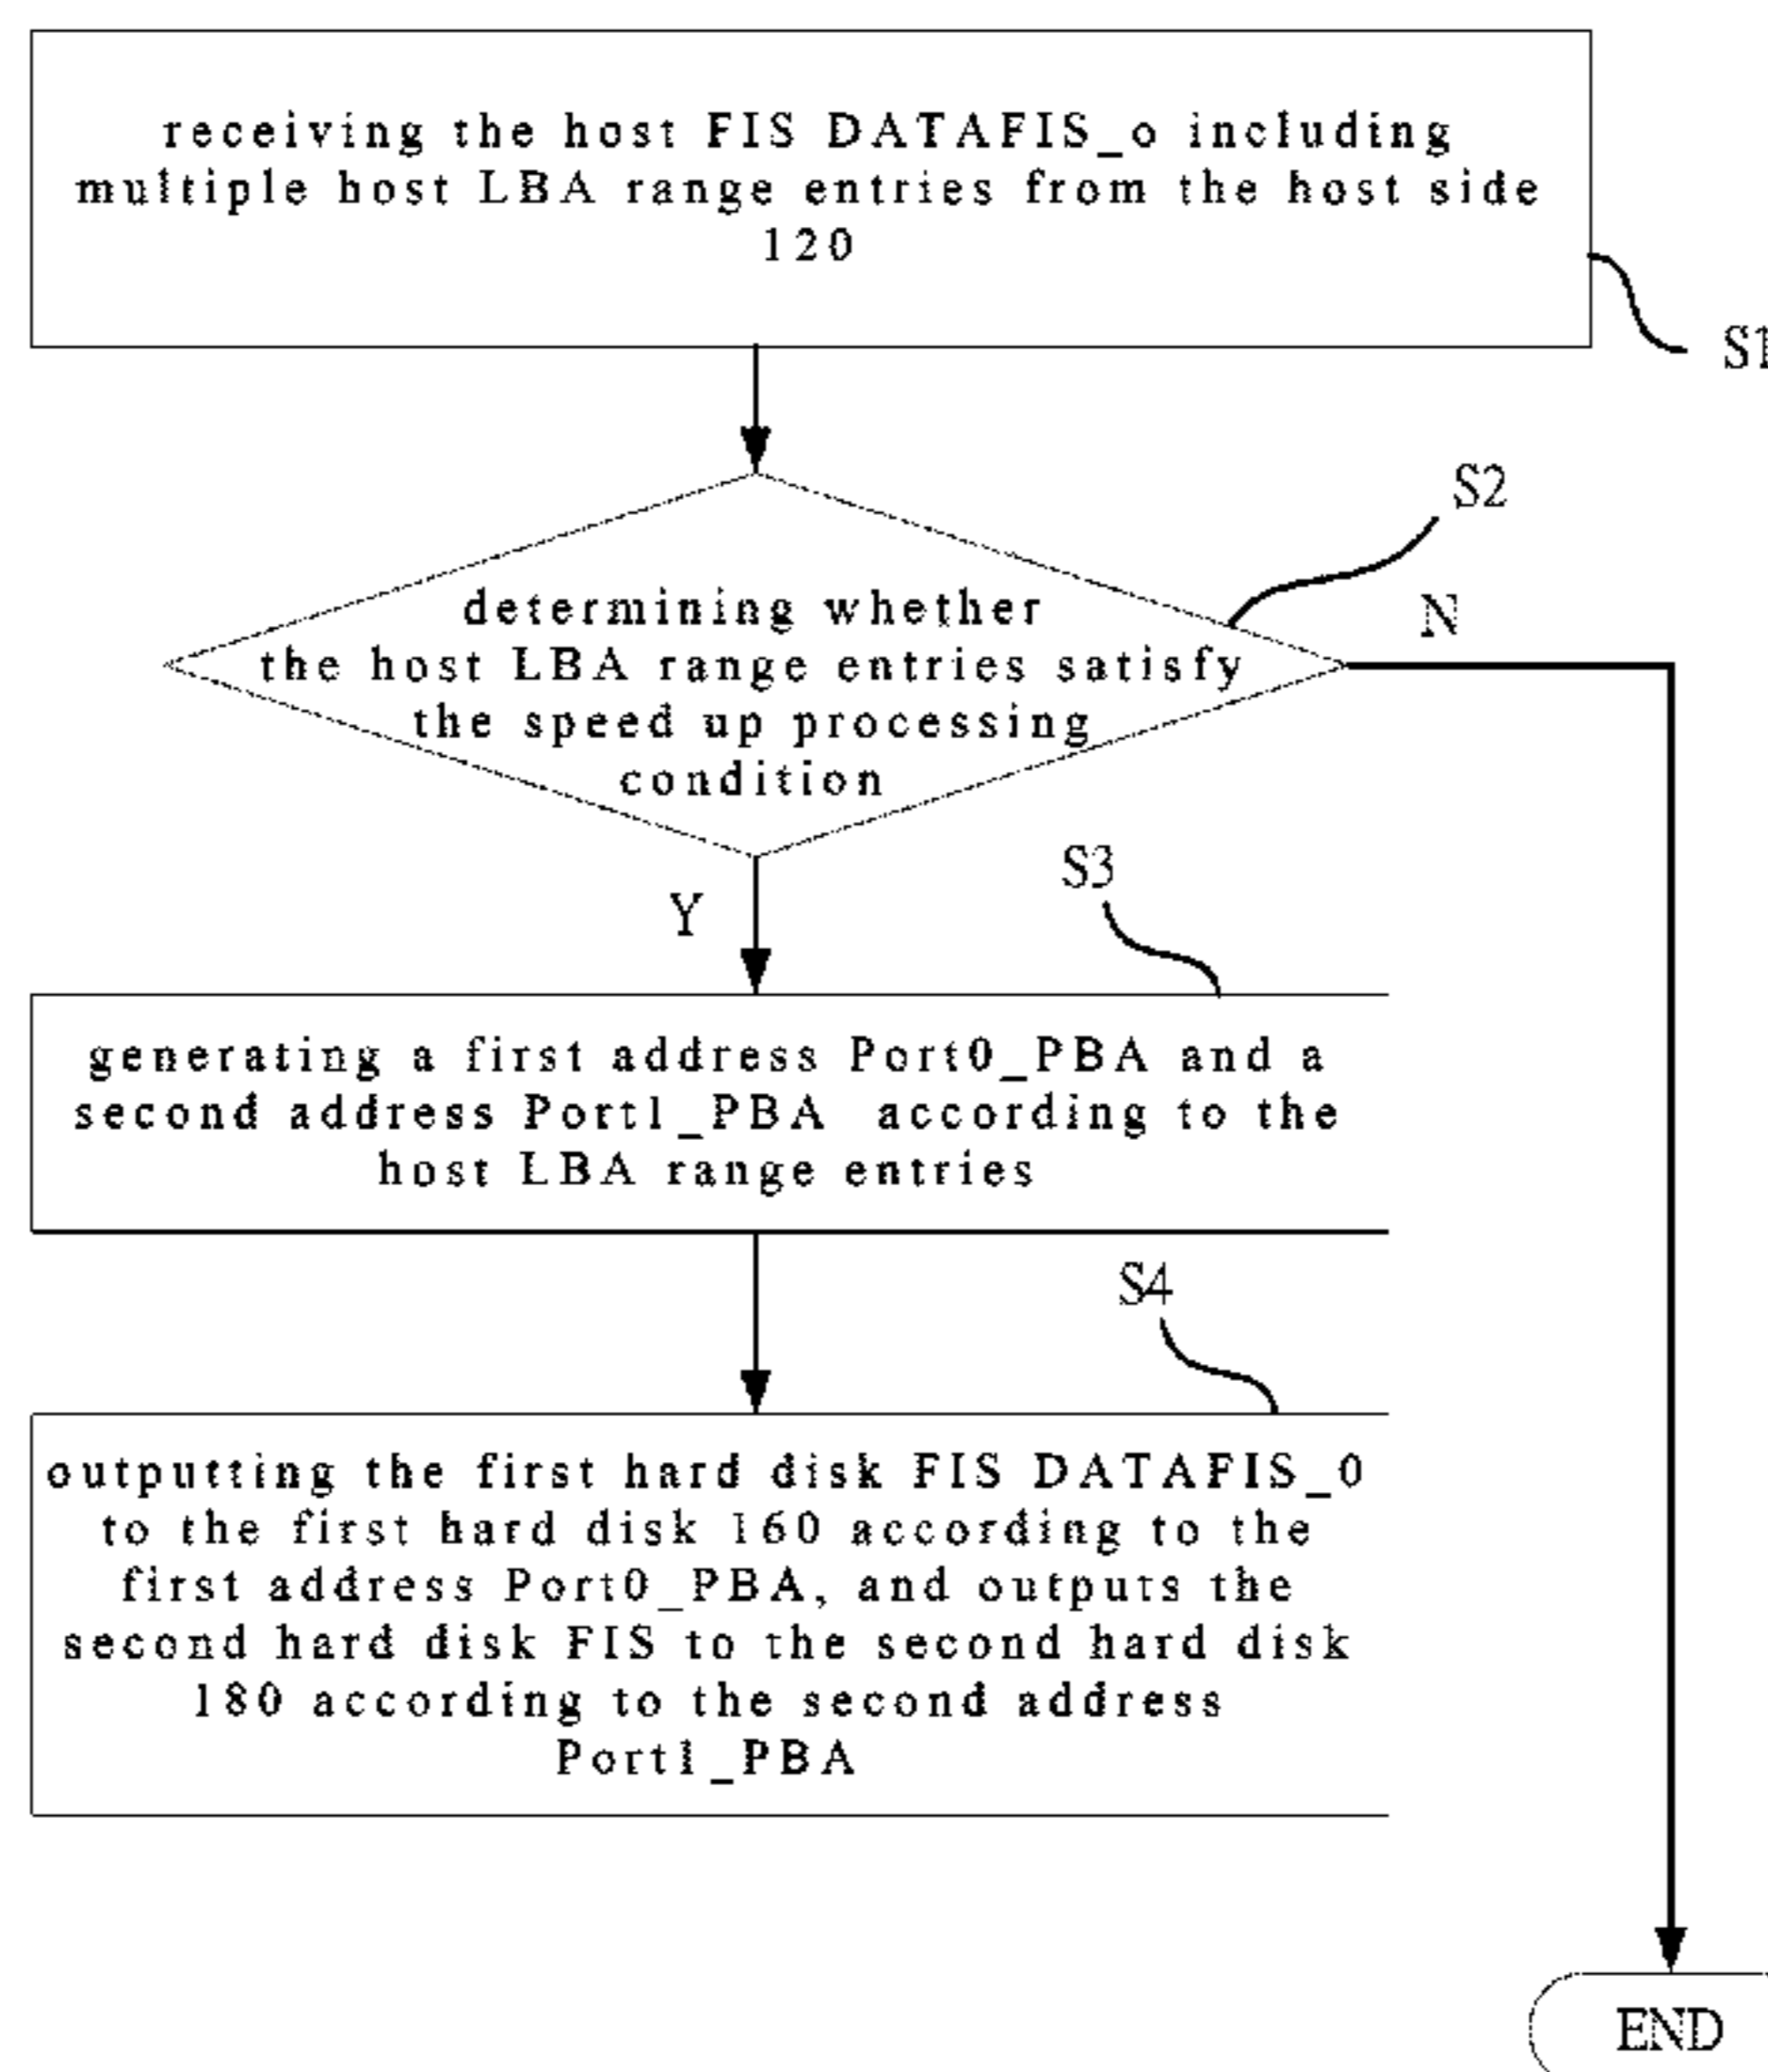 receiving the host FIS DATAFIS_o including
multiple host LBA range entries from the host side
120
S1
S2
determining whether
the host LBA range entries satisfy
the speed up processing
condition
N
Y
S3
generating a first address Port0_PBA and a
second address Port1_PBA according to the
host LBA range entries
S4
outputting the first hard disk FIS DATAFIS_0
to the first hard disk 160 according to the
first address Port0_PBA, and outputs the
second hard disk FIS to the second hard disk
180 according to the second address
Port1_PBA
END